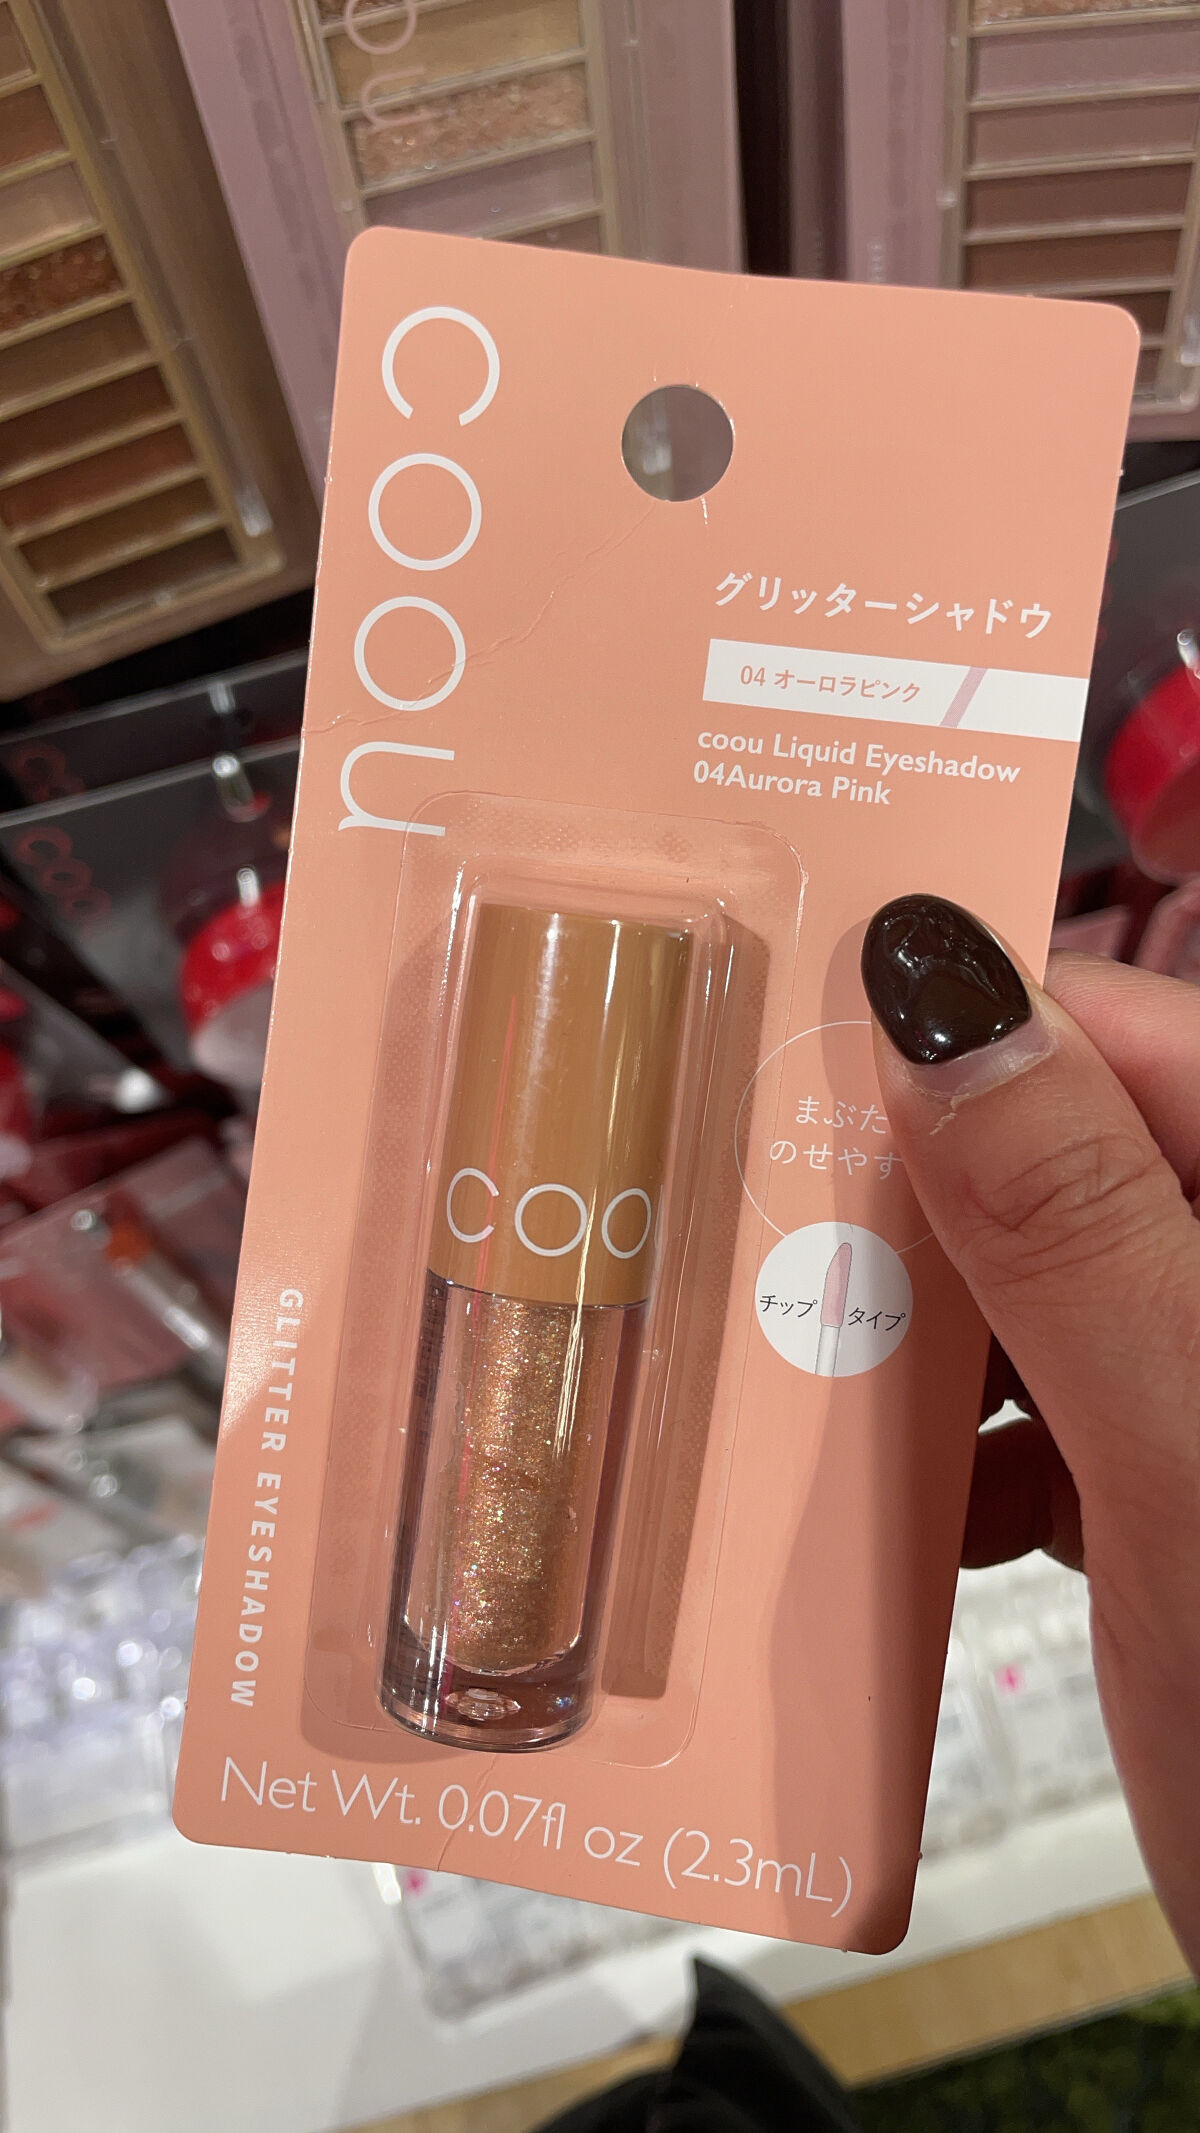 coou
グリッターシャドウ
04 オーロラピンク
coou Liquid Eyeshadow
04Aurora Pink
まぶた
のせやす
チップ タイプ
coo
GLITTER EYESHADOW
Net Wt. 0.07fl oz (2.3mL)